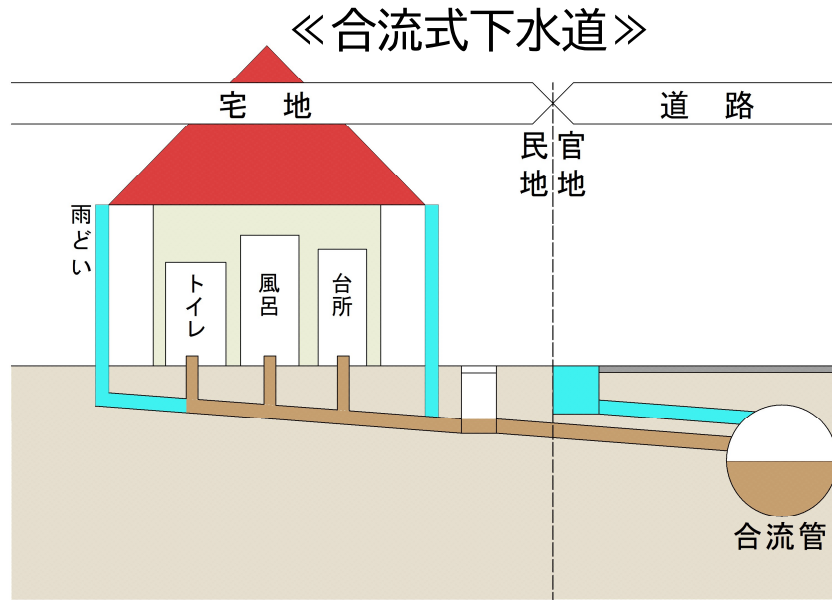 ≪合流式下水道≫
宅 地
道 路
民地
官地
雨どい
トイレ
風呂
台所
合流管